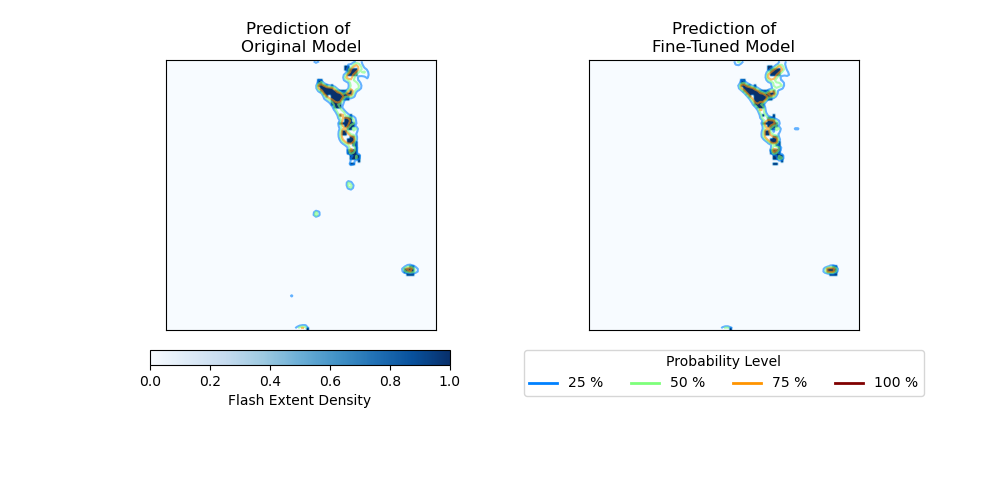 Prediction of
Original Model
Prediction of
Fine-Tuned Model
0.0 0.2 0.4 0.6 0.8 1.0
Flash Extent Density
Probability Level
25 % 50 % 75 % 100 %